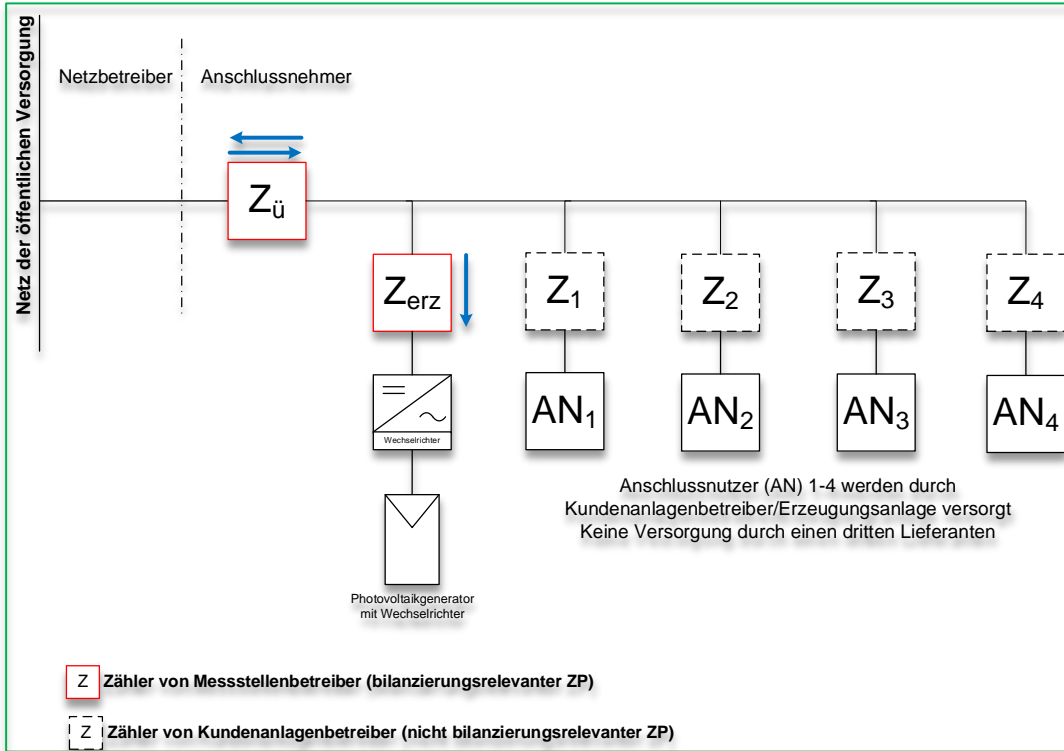 Netz der öffentlichen Versorgung
Netzbetreiber
Anschlussnehmer
Zü
Zerz
Z1
Z2
Z3
Z4
Wechselrichter
AN1
AN2
AN3
AN4
Anschlussnutzer (AN) 1-4 werden durch
Kundenanlagenbetreiber/Erzeugungsanlage versorgt
Keine Versorgung durch einen dritten Lieferanten
Photovoltaikgenerator
mit Wechselrichter
Z Zähler von Messstellenbetreiber (bilanzierungsrelevanter ZP)
Z Zähler von Kundenanlagenbetreiber (nicht bilanzierungsrelevanter ZP)